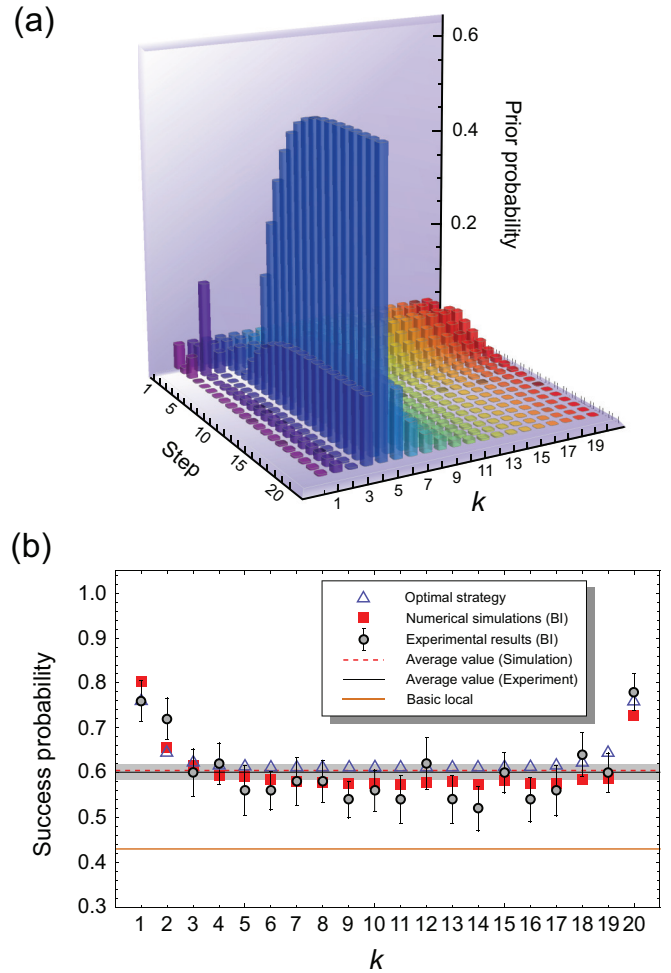 (a)
0.6
0.4
0.2
Prior probability
1
5
10
15
20
Step
1 3 5 7 9 11 13 15 17 19
k
(b)
1.0
0.9
0.8
0.7
0.6
0.5
0.4
0.3
Success probability
Optimal strategy
Numerical simulations (BI)
Experimental results (BI)
Average value (Simulation)
Average value (Experiment)
Basic local
1 2 3 4 5 6 7 8 9 10 11 12 13 14 15 16 17 18 19 20
k